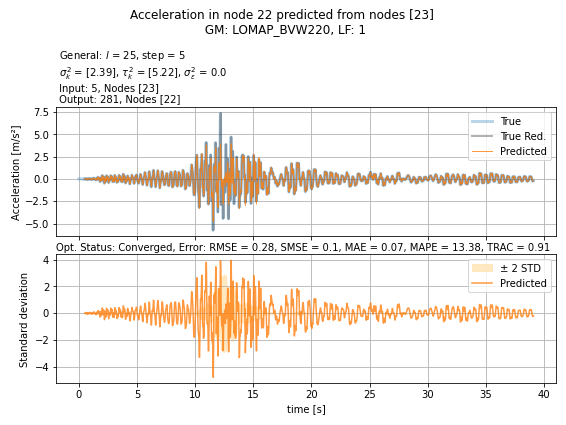 Acceleration in node 22 predicted from nodes [23]
GM: LOMAP_BVW220, LF: 1
General: l = 25, step = 5
σ²ₖ = [2.39], τ²ₖ = [5.22], σ²ε = 0.0
Input: 5, Nodes [23]
Output: 281, Nodes [22]
7.5
5.0
2.5
0.0
−2.5
−5.0
Acceleration [m/s²]
True
True Red.
Predicted
Opt. Status: Converged, Error: RMSE = 0.28, SMSE = 0.1, MAE = 0.07, MAPE = 13.38, TRAC = 0.91
4
2
0
−2
−4
Standard deviation
± 2 STD
Predicted
0 5 10 15 20 25 30 35 40
time [s]